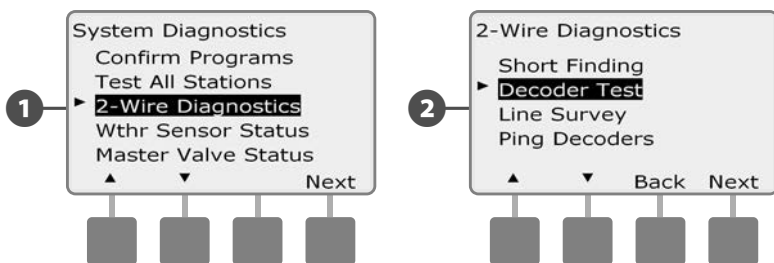 System Diagnostics
Confirm Programs
Test All Stations
2-Wire Diagnostics
Wthr Sensor Status
Master Valve Status
Next
1
2-Wire Diagnostics
Short Finding
Decoder Test
Line Survey
Ping Decoders
Back Next
2